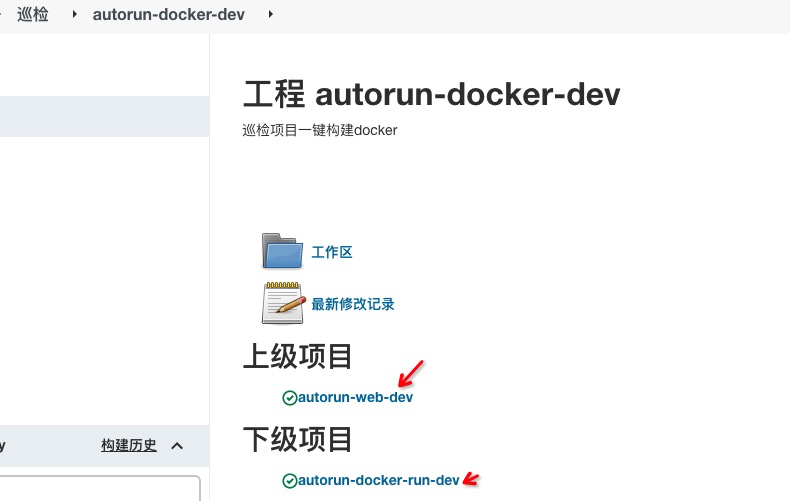 巡检 autorun-docker-dev
工程 autorun-docker-dev
巡检项目一键构建docker
工作区
最新修改记录
上级项目
autorun-web-dev
y 构建历史
下级项目
autorun-docker-run-dev